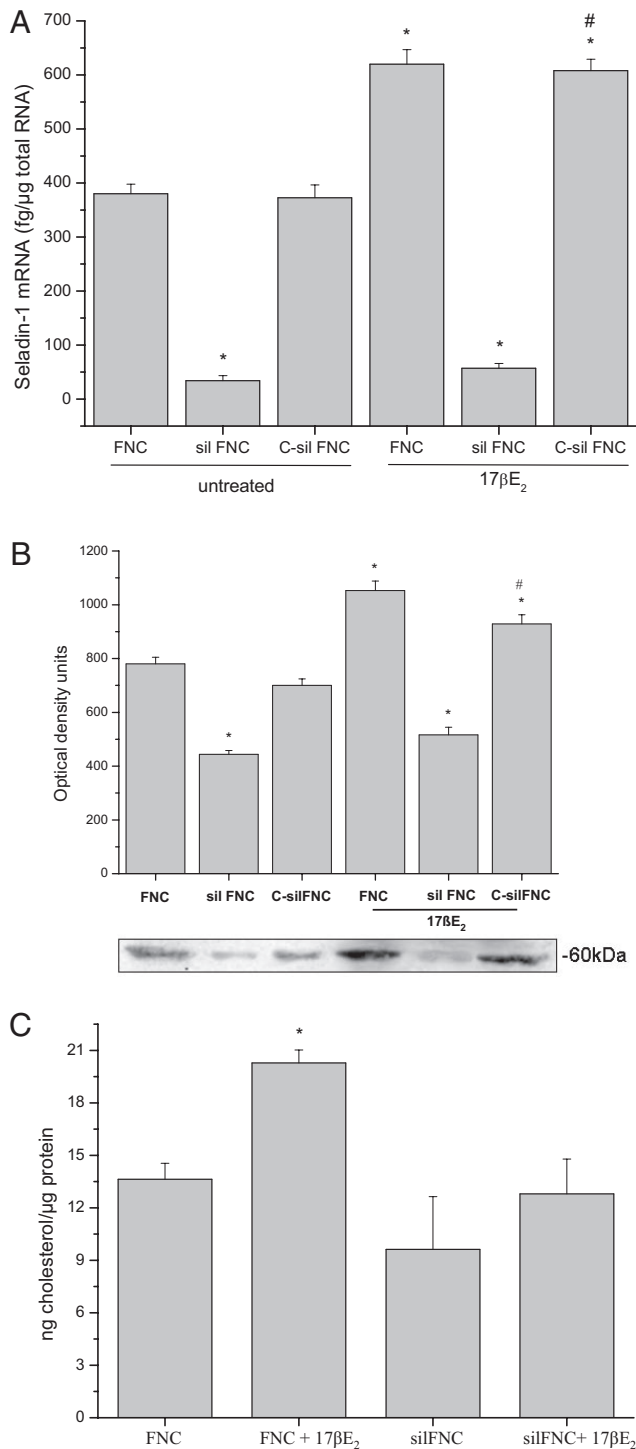 A
700
600
500
400
300
200
100
0
Seladin-1 mRNA (fg/µg total RNA)
*
*
*
*
#
*
FNC sil FNC C-sil FNC FNC sil FNC C-sil FNC
untreated 17βE₂
B
1200
1000
800
600
400
200
0
Optical density units
*
*
*
#
*
FNC sil FNC C-silFNC FNC sil FNC C-silFNC
17ßE₂
-60kDa
C
21
18
15
12
9
6
3
0
ng cholesterol/µg protein
*
FNC FNC + 17βE₂ silFNC silFNC+ 17βE₂